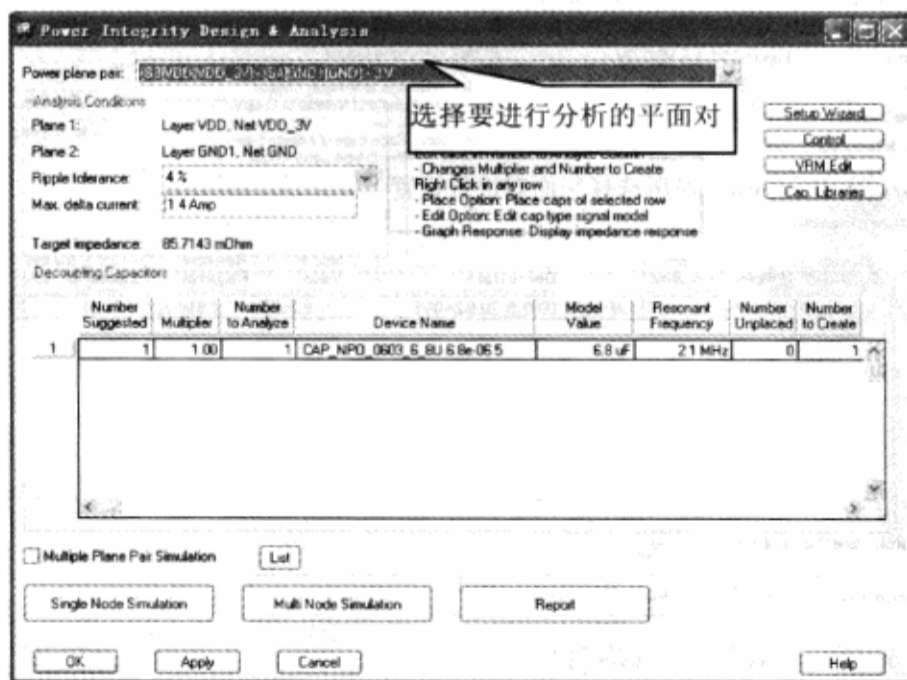 Power Integrity Design & Analysis
Power plane pair:
选择要进行分析的平面对
Analysis Conditions
Plane 1: Layer VDD, Net VDD_3V
Plane 2: Layer GND1, Net GND
Ripple tolerance: 4 %
Max. delta current: 1.4 Amp
Target impedance: 85.7143 mOhm
- Changes Multiplier and Number to Create
Right Click in any row
- Place Option: Place caps of selected row
- Edit Option: Edit cap type signal model
- Graph Response: Display impedance response
Setup Wizard
Control
VRM Edit
Cap. Libraries
Decoupling Capacitors
Number Suggested Multiplier Number to Analyze Device Name Model Value Resonant Frequency Number Unplaced Number to Create
1 1 1.00 1 CAP_NPO_0603_6_8U 6.8e-06 5 6.8 uF 2.1 MHz 0 1
Multiple Plane Pair Simulation List
Single Node Simulation Multi Node Simulation Report
OK Apply Cancel Help